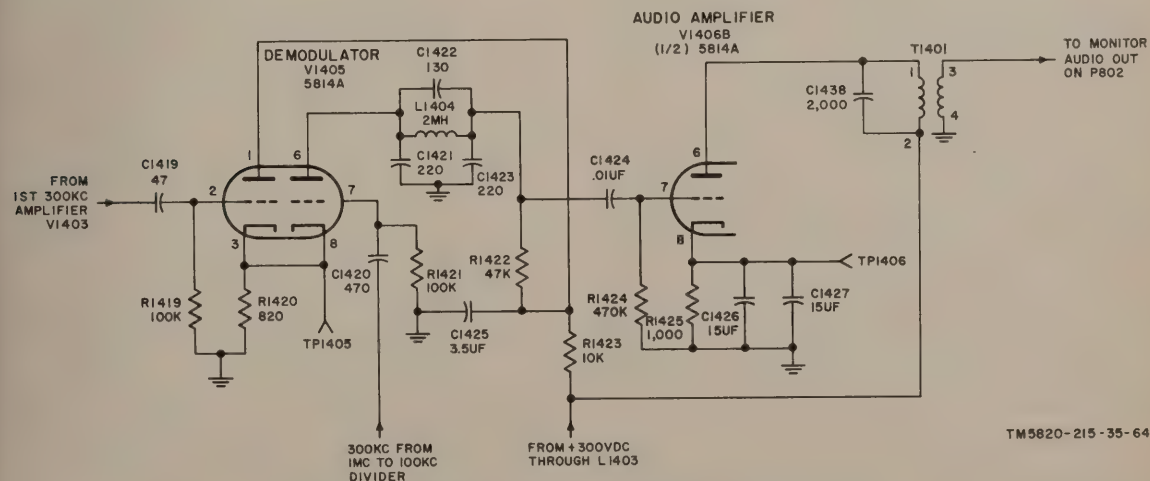 AUDIO AMPLIFIER
V1406B
(1/2) 5814A
DEMODULATOR
V1405
5814A
C1422
130
L1404
2MH
C1421
220
C1423
220
T1401
1
3
4
2
TO MONITOR
AUDIO OUT
ON P802
C1438
2,000
C1419
47
FROM
1ST 300KC
AMPLIFIER
V1403
1
6
2
7
3
8
C1424
.01UF
6
7
8
C1420
470
R1421
100K
R1422
47K
R1419
100K
R1420
820
TP1405
C1425
3.5UF
R1423
10K
R1424
470K
R1425
1,000
C1426
15UF
C1427
15UF
TP1406
300KC FROM
1MC TO 100KC
DIVIDER
FROM +300VDC
THROUGH L1403
TM5820-215-35-64